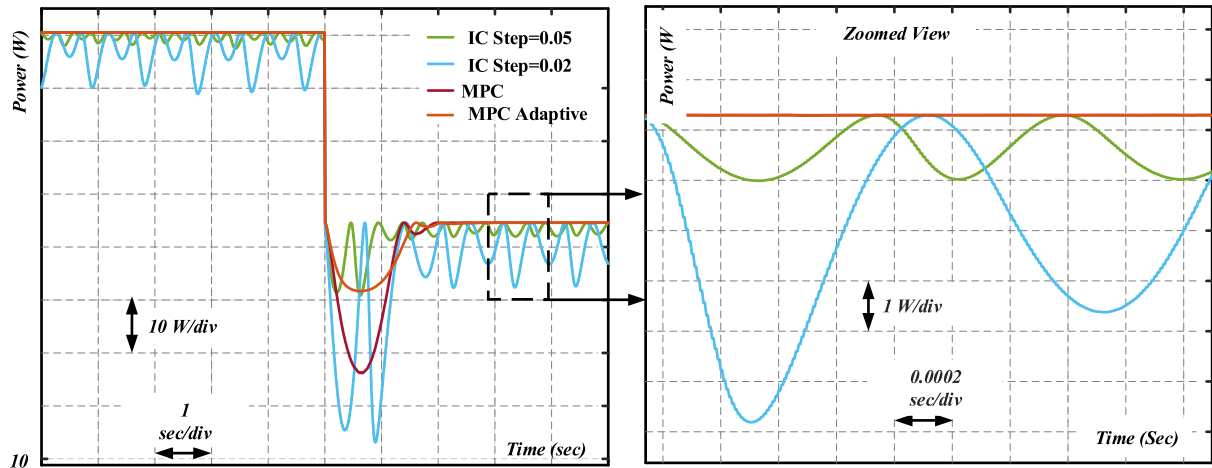 Power (W)
IC Step=0.05
IC Step=0.02
MPC
MPC Adaptive
10 W/div
1
sec/div
Time (sec)
10
Power (W
Zoomed View
1 W/div
0.0002
sec/div
Time (Sec)